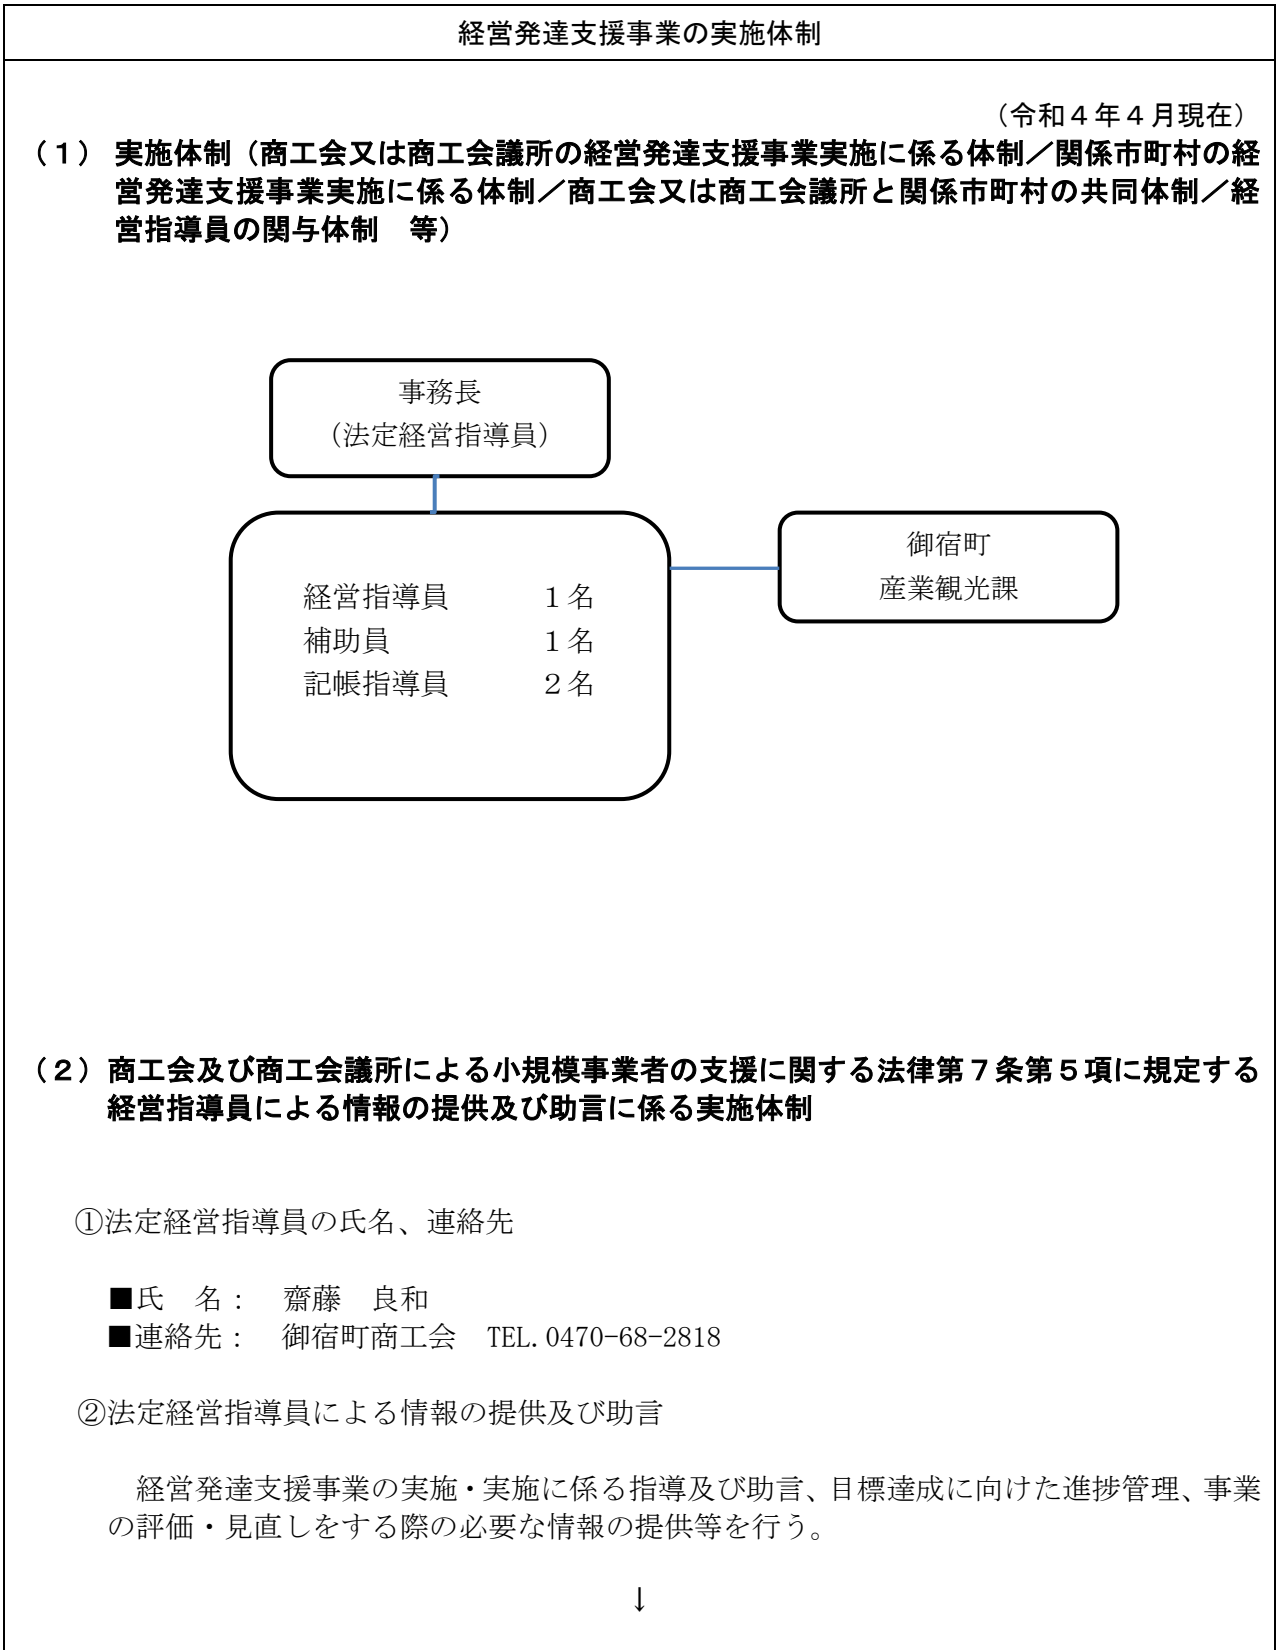 経営発達支援事業の実施体制
（令和４年４月現在）
（１） 実施体制（商工会又は商工会議所の経営発達支援事業実施に係る体制／関係市町村の経
営発達支援事業実施に係る体制／商工会又は商工会議所と関係市町村の共同体制／経
営指導員の関与体制　等）
事務長
（法定経営指導員）
御宿町
産業観光課
経営指導員　　　１名
補助員　　　　　１名
記帳指導員　　　２名
（２）商工会及び商工会議所による小規模事業者の支援に関する法律第７条第５項に規定する
経営指導員による情報の提供及び助言に係る実施体制
①法定経営指導員の氏名、連絡先
■氏　名：　齋藤　良和
■連絡先：　御宿町商工会　TEL.0470-68-2818
②法定経営指導員による情報の提供及び助言
経営発達支援事業の実施・実施に係る指導及び助言、目標達成に向けた進捗管理、事業
の評価・見直しをする際の必要な情報の提供等を行う。
↓